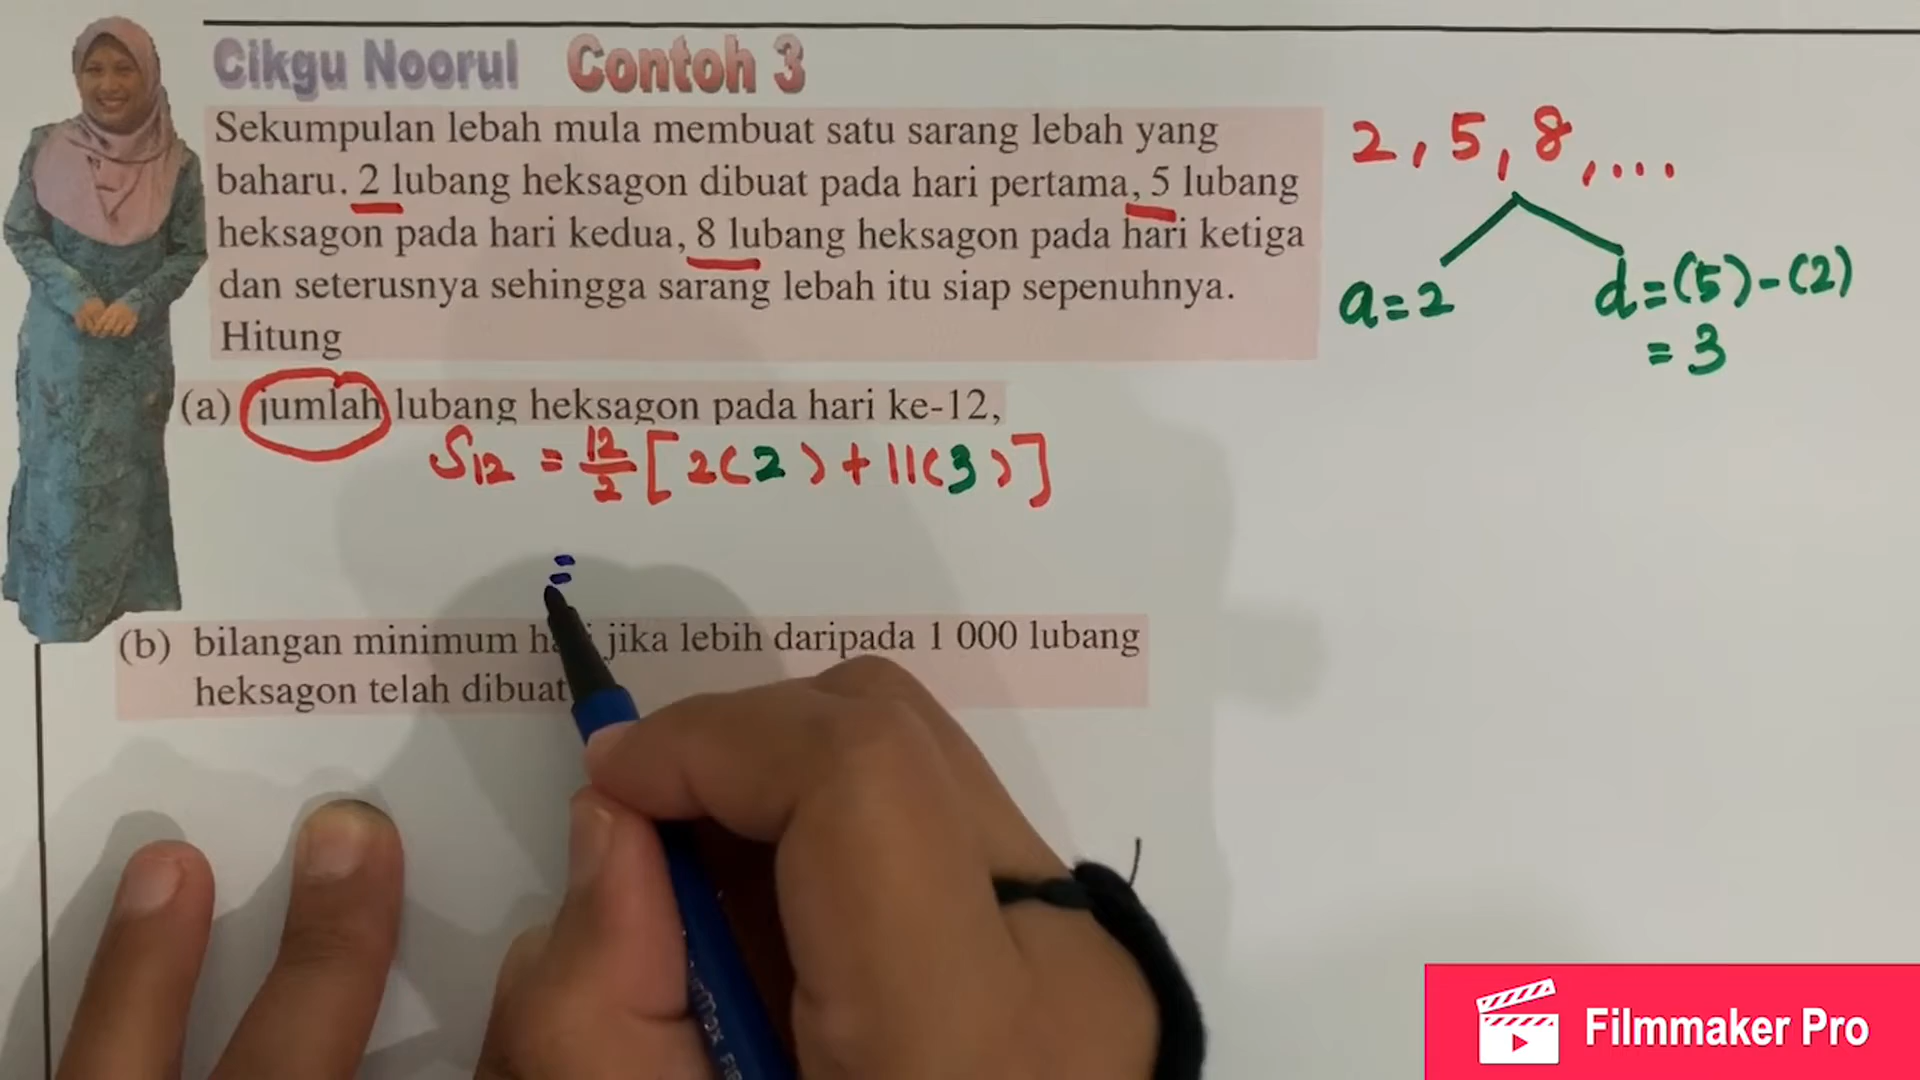 Cikgu Noorul Contoh 3
Sekumpulan lebah mula membuat satu sarang lebah yang
baharu. 2 lubang heksagon dibuat pada hari pertama, 5 lubang
heksagon pada hari kedua, 8 lubang heksagon pada hari ketiga
dan seterusnya sehingga sarang lebah itu siap sepenuhnya.
Hitung
2, 5, 8, ...
a = 2
d = (5) - (2)
= 3
(a) jumlah lubang heksagon pada hari ke-12,
S12 = 12/2 [2(2) + 11(3)]
=
(b) bilangan minimum jika lebih daripada 1 000 lubang
heksagon telah dibuat
Filmmaker Pro